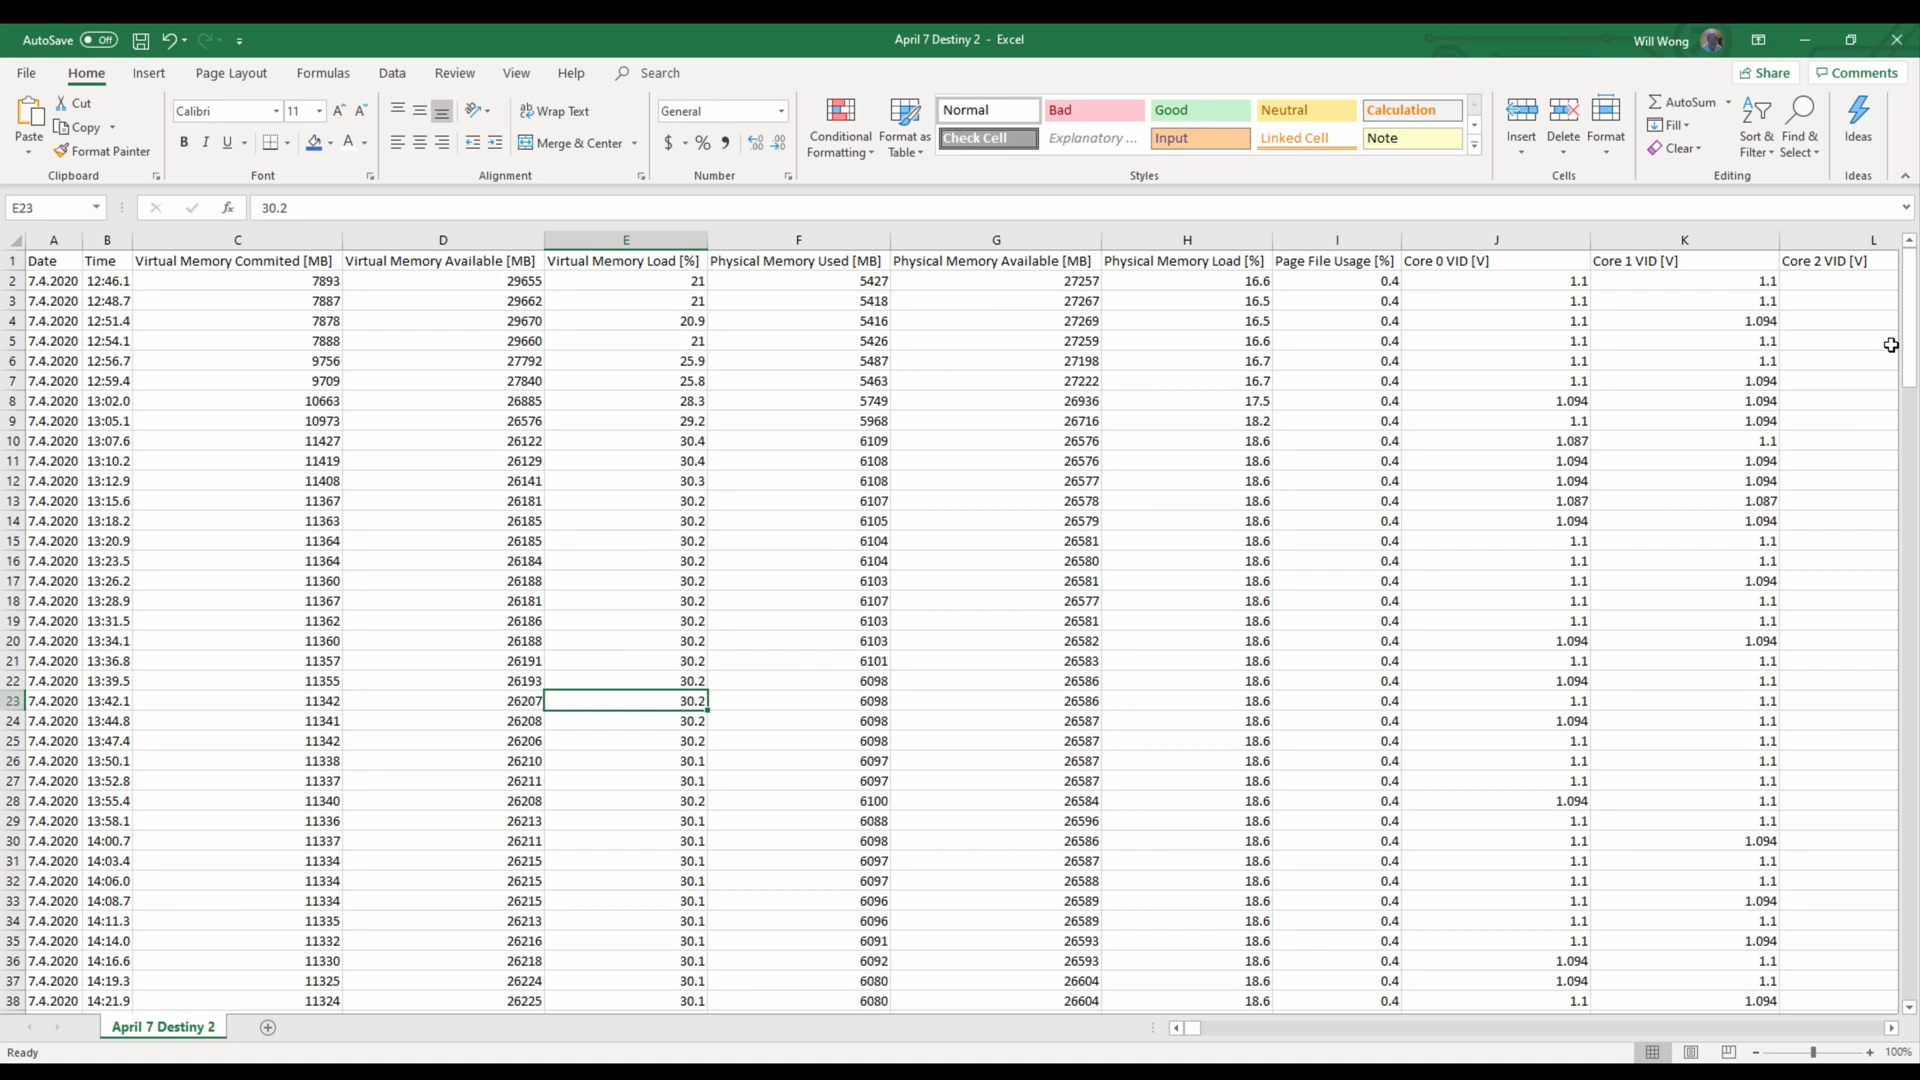 AutoSave Off April 7 Destiny 2 - Excel Will Wong
File Home Insert Page Layout Formulas Data Review View Help Search Share Comments
Paste Cut Copy Format Painter Clipboard
Calibri 11 A A B I U A Font
Wrap Text Merge & Center Alignment
General $ % Number
Conditional Formatting Format as Table Normal Bad Good Neutral Calculation
Check Cell Explanatory ... Input Linked Cell Note Styles
Insert Delete Format Cells
AutoSum Fill Clear Sort & Filter Find & Select Editing
Ideas Ideas
E23 fx 30.2
A B C D E F G H I J K L
1 Date Time Virtual Memory Commited [MB] Virtual Memory Available [MB] Virtual Memory Load [%] Physical Memory Used [MB] Physical Memory Available [MB] Physical Memory Load [%] Page File Usage [%] Core 0 VID [V] Core 1 VID [V] Core 2 VID [V]
2 7.4.2020 12:46.1 7893 29655 21 5427 27257 16.6 0.4 1.1 1.1
3 7.4.2020 12:48.7 7887 29662 21 5418 27267 16.5 0.4 1.1 1.1
4 7.4.2020 12:51.4 7878 29670 20.9 5416 27269 16.5 0.4 1.1 1.094
5 7.4.2020 12:54.1 7888 29660 21 5426 27259 16.6 0.4 1.1 1.1
6 7.4.2020 12:56.7 9756 27792 25.9 5487 27198 16.7 0.4 1.1 1.1
7 7.4.2020 12:59.4 9709 27840 25.8 5463 27222 16.7 0.4 1.1 1.094
8 7.4.2020 13:02.0 10663 26885 28.3 5749 26936 17.5 0.4 1.094 1.094
9 7.4.2020 13:05.1 10973 26576 29.2 5968 26716 18.2 0.4 1.1 1.094
10 7.4.2020 13:07.6 11427 26122 30.4 6109 26576 18.6 0.4 1.087 1.1
11 7.4.2020 13:10.2 11419 26129 30.4 6108 26576 18.6 0.4 1.094 1.094
12 7.4.2020 13:12.9 11408 26141 30.3 6108 26577 18.6 0.4 1.094 1.094
13 7.4.2020 13:15.6 11367 26181 30.2 6107 26578 18.6 0.4 1.087 1.087
14 7.4.2020 13:18.2 11363 26185 30.2 6105 26579 18.6 0.4 1.094 1.094
15 7.4.2020 13:20.9 11364 26185 30.2 6104 26581 18.6 0.4 1.1 1.1
16 7.4.2020 13:23.5 11364 26184 30.2 6104 26580 18.6 0.4 1.1 1.1
17 7.4.2020 13:26.2 11360 26188 30.2 6103 26581 18.6 0.4 1.1 1.094
18 7.4.2020 13:28.9 11367 26181 30.2 6107 26577 18.6 0.4 1.1 1.1
19 7.4.2020 13:31.5 11362 26186 30.2 6103 26581 18.6 0.4 1.1 1.1
20 7.4.2020 13:34.1 11360 26188 30.2 6103 26582 18.6 0.4 1.094 1.094
21 7.4.2020 13:36.8 11357 26191 30.2 6101 26583 18.6 0.4 1.1 1.1
22 7.4.2020 13:39.5 11355 26193 30.2 6098 26586 18.6 0.4 1.094 1.1
23 7.4.2020 13:42.1 11342 26207 30.2 6098 26586 18.6 0.4 1.1 1.1
24 7.4.2020 13:44.8 11341 26208 30.2 6098 26587 18.6 0.4 1.094 1.1
25 7.4.2020 13:47.4 11342 26206 30.2 6098 26587 18.6 0.4 1.1 1.1
26 7.4.2020 13:50.1 11338 26210 30.1 6097 26587 18.6 0.4 1.1 1.1
27 7.4.2020 13:52.8 11337 26211 30.1 6097 26587 18.6 0.4 1.1 1.1
28 7.4.2020 13:55.4 11340 26208 30.2 6100 26584 18.6 0.4 1.094 1.1
29 7.4.2020 13:58.1 11336 26213 30.1 6088 26596 18.6 0.4 1.1 1.1
30 7.4.2020 14:00.7 11337 26211 30.1 6098 26586 18.6 0.4 1.1 1.094
31 7.4.2020 14:03.4 11334 26215 30.1 6097 26587 18.6 0.4 1.1 1.1
32 7.4.2020 14:06.0 11334 26215 30.1 6097 26588 18.6 0.4 1.1 1.1
33 7.4.2020 14:08.7 11334 26215 30.1 6096 26589 18.6 0.4 1.1 1.094
34 7.4.2020 14:11.3 11335 26213 30.1 6096 26589 18.6 0.4 1.1 1.1
35 7.4.2020 14:14.0 11332 26216 30.1 6091 26593 18.6 0.4 1.1 1.094
36 7.4.2020 14:16.6 11330 26218 30.1 6092 26593 18.6 0.4 1.094 1.1
37 7.4.2020 14:19.3 11325 26224 30.1 6080 26604 18.6 0.4 1.094 1.1
38 7.4.2020 14:21.9 11324 26225 30.1 6080 26604 18.6 0.4 1.1 1.094
April 7 Destiny 2
Ready 100%